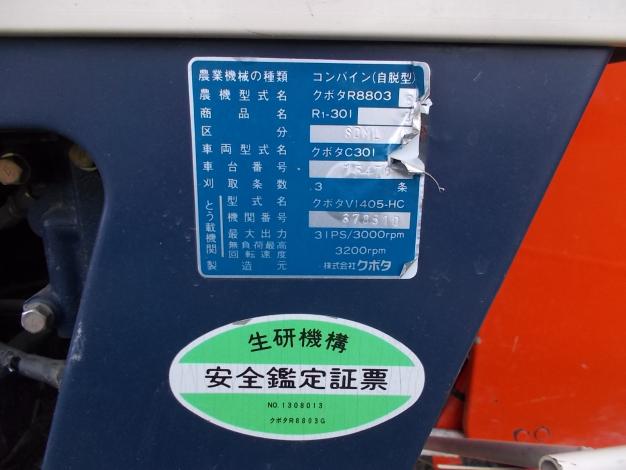 農業機械の種類 コンバイン(自脱型)
農機型式名 クボタR8803
商品名 R1-301
区分
車両型式名 クボタC301
車台番号
刈取条数 3 条
とう載機関
型式名 クボタV1405-HC
機関番号
最大出力 31PS/3000rpm
無負荷最高回転速度 3200rpm
製造元 株式会社クボタ
生研機構
安全鑑定証票
NO.1308013
クボタR8803G